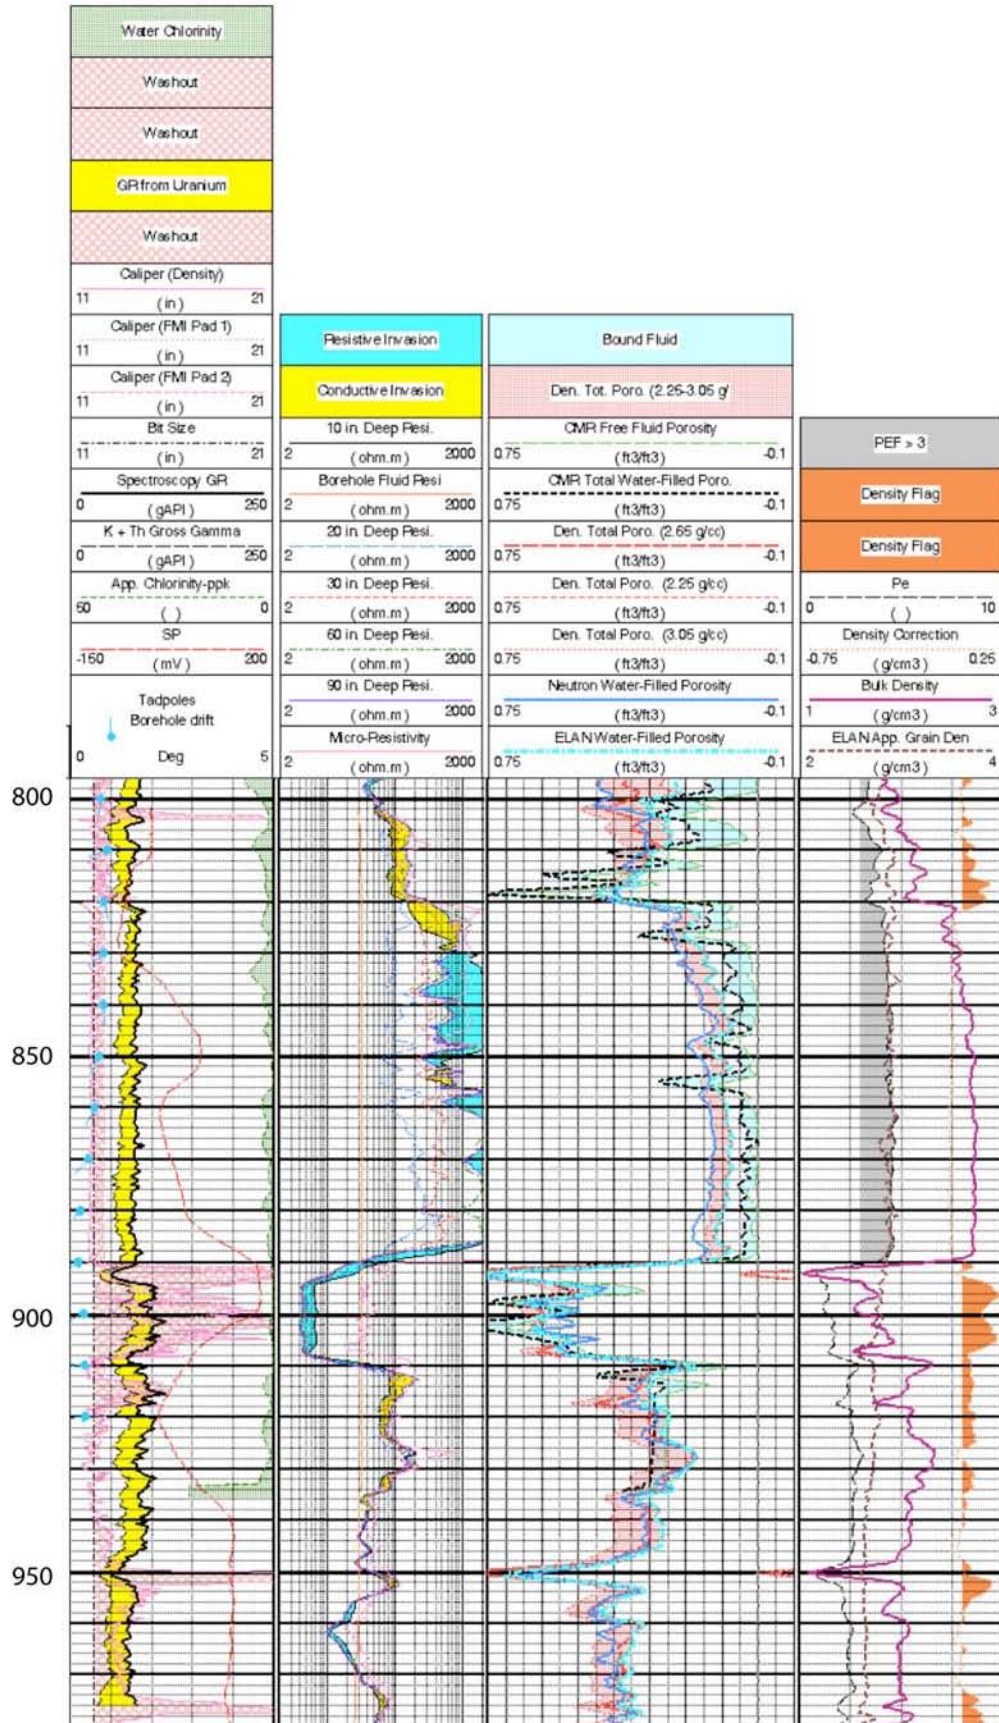 Water Chlorinity
Washout
Washout
GR from Uranium
Washout
Caliper (Density)
11 (in) 21
Caliper (FMI Pad 1)
11 (in) 21
Caliper (FMI Pad 2)
11 (in) 21
Bit Size
11 (in) 21
Spectroscopy GR
0 (gAPI) 250
K + Th Gross Gamma
0 (gAPI) 250
App. Chlorinity-ppk
60 ( ) 0
SP
-150 (mV) 200
Tadpoles
Borehole drift
0 Deg 5
Resistive Invasion
Conductive Invasion
10 in. Deep Resi.
2 (ohm.m) 2000
Borehole Fluid Resi
2 (ohm.m) 2000
20 in. Deep Resi.
2 (ohm.m) 2000
30 in. Deep Resi.
2 (ohm.m) 2000
60 in. Deep Resi.
2 (ohm.m) 2000
90 in. Deep Resi.
2 (ohm.m) 2000
Micro-Resistivity
2 (ohm.m) 2000
Bound Fluid
Den. Tot. Poro. (2.25-3.05 g/
CMR Free Fluid Porosity
0.75 (ft3/ft3) -0.1
CMR Total Water-Filled Poro.
0.75 (ft3/ft3) -0.1
Den. Total Poro. (2.65 g/cc)
0.75 (ft3/ft3) -0.1
Den. Total Poro. (2.25 g/cc)
0.75 (ft3/ft3) -0.1
Den. Total Poro. (3.05 g/cc)
0.75 (ft3/ft3) -0.1
Neutron Water-Filled Porosity
0.75 (ft3/ft3) -0.1
ELAN Water-Filled Porosity
0.75 (ft3/ft3) -0.1
PEF > 3
Density Flag
Density Flag
Pe
0 ( ) 10
Density Correction
-0.75 (g/cm3) 0.25
Bulk Density
1 (g/cm3) 3
ELAN App. Grain Den
2 (g/cm3) 4
800
850
900
950